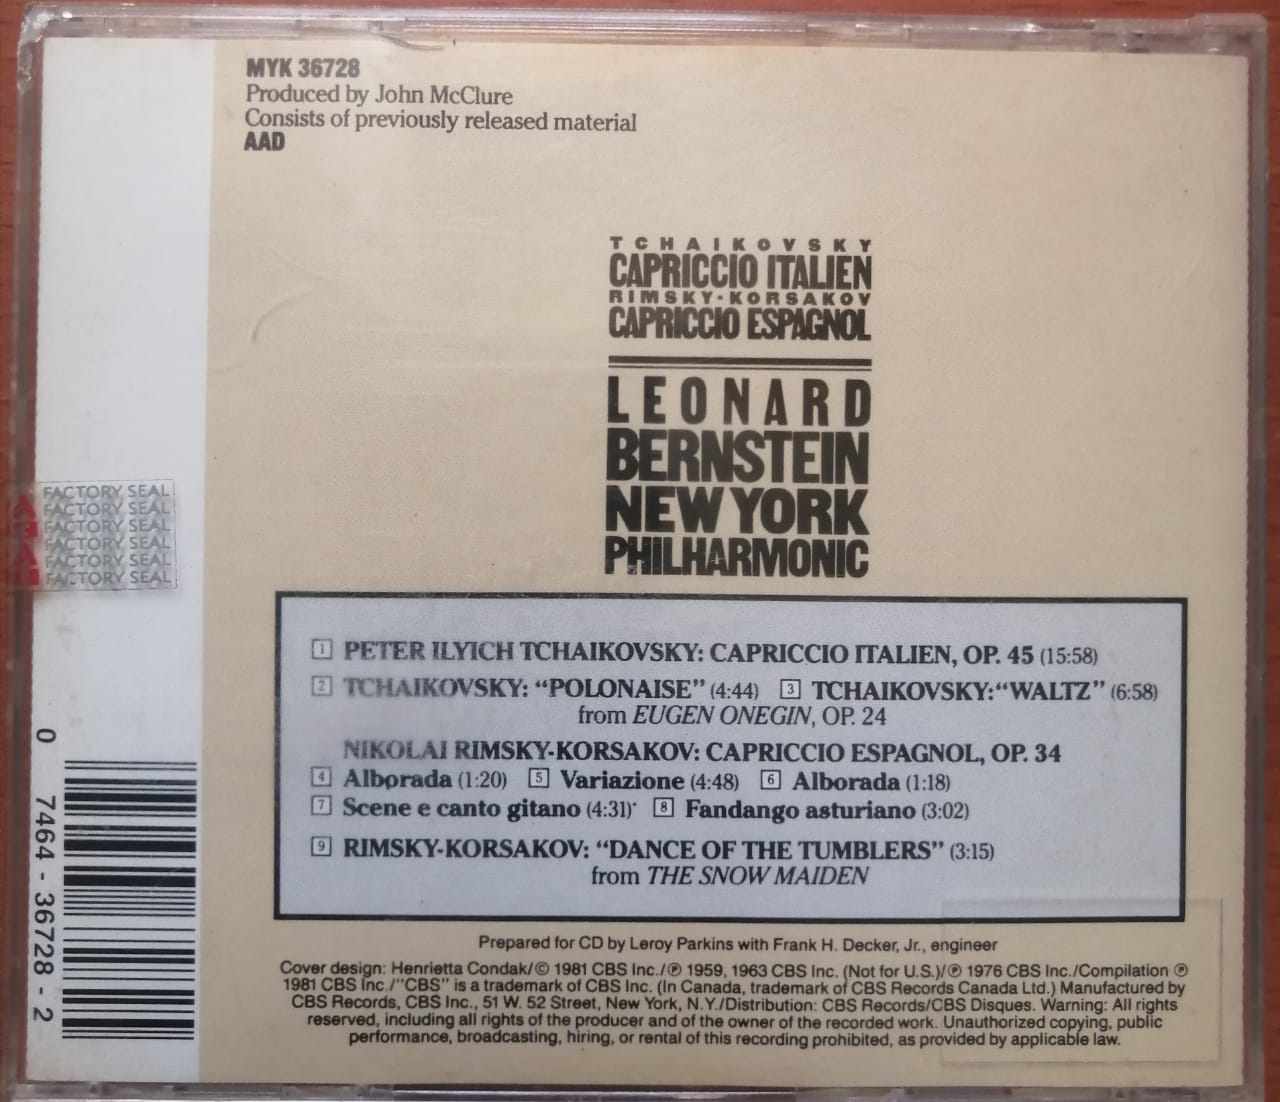 MYK 36728
Produced by John McClure
Consists of previously released material
AAD
TCHAIKOVSKY
CAPRICCIO ITALIEN
RIMSKY-KORSAKOV
CAPRICCIO ESPAGNOL
LEONARD
BERNSTEIN
NEW YORK
PHILHARMONIC
FACTORY SEAL
FACTORY SEAL
FACTORY SEAL
FACTORY SEAL
FACTORY SEAL
FACTORY SEAL
1 PETER ILYICH TCHAIKOVSKY: CAPRICCIO ITALIEN, OP. 45 (15:58)
2 TCHAIKOVSKY: “POLONAISE” (4:44) 3 TCHAIKOVSKY:“WALTZ” (6:58)
from EUGEN ONEGIN, OP. 24
NIKOLAI RIMSKY-KORSAKOV: CAPRICCIO ESPAGNOL, OP. 34
4 Alborada (1:20) 5 Variazione (4:48) 6 Alborada (1:18)
7 Scene e canto gitano (4:31) 8 Fandango asturiano (3:02)
9 RIMSKY-KORSAKOV: “DANCE OF THE TUMBLERS” (3:15)
from THE SNOW MAIDEN
0 7464 - 36728 - 2
Prepared for CD by Leroy Parkins with Frank H. Decker, Jr., engineer
Cover design: Henrietta Condak/© 1981 CBS Inc./℗ 1959, 1963 CBS Inc. (Not for U.S.)/℗ 1976 CBS Inc./Compilation ℗
1981 CBS Inc./"CBS" is a trademark of CBS Inc. (In Canada, trademark of CBS Records Canada Ltd.) Manufactured by
CBS Records, CBS Inc., 51 W. 52 Street, New York, N.Y./Distribution: CBS Records/CBS Disques. Warning: All rights
reserved, including all rights of the producer and of the owner of the recorded work. Unauthorized copying, public
performance, broadcasting, hiring, or rental of this recording prohibited, as provided by applicable law.